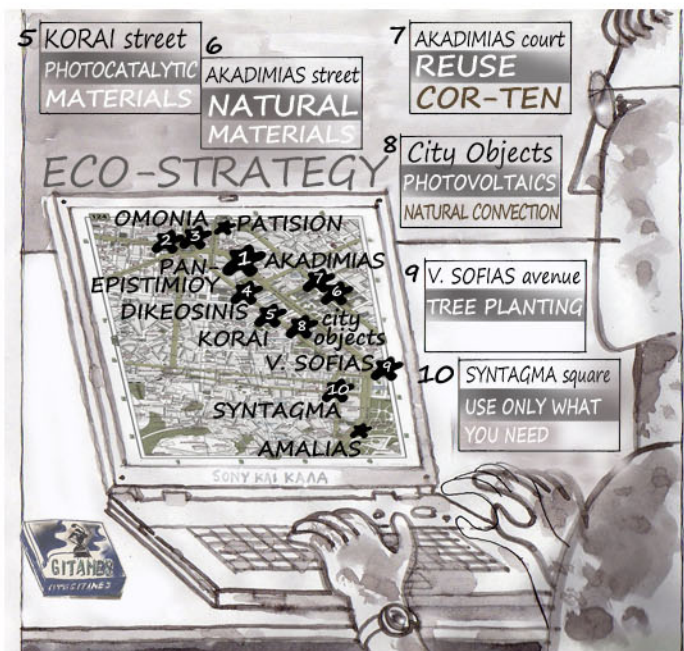 5 KORAI street
PHOTOCATALYTIC
MATERIALS
6
AKADIMIAS street
NATURAL
MATERIALS
7 AKADIMIAS court
REUSE
COR-TEN
8
City Objects
PHOTOVOLTAICS
NATURAL CONVECTION
ECO-STRATEGY
OMONIA
PATISION
2 3
1
PAN-
EPISTIMIOY
AKADIMIAS
7
6
4
DIKEOSINIS
5
8
city
objects
KORAI
V. SOFIAS
9
10
SYNTAGMA
AMALIAS
9 V. SOFIAS avenue
TREE PLANTING
10 SYNTAGMA square
USE ONLY WHAT
YOU NEED
SONY ΚΑΙ ΚΑΛΑ
GITANES